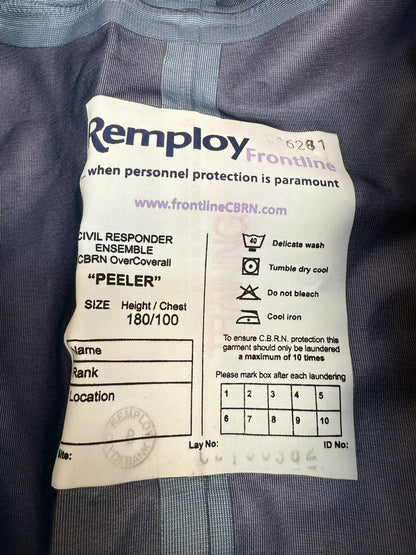 Remploy
Frontline
when personnel protection is paramount
www.frontlineCBRN.com
CIVIL RESPONDER
ENSEMBLE
CBRN OverCoverall
"PEELER"
SIZE Height / Chest
180/100
Name
Rank
Location
40 Delicate wash
Tumble dry cool
Do not bleach
Cool iron
To ensure C.B.R.N. protection this
garment should only be laundered
a maximum of 10 times
Please mark box after each laundering
1 2 3 4 5
6 7 8 9 10
Lay No: ID No:
REMPLOY
TRAINING